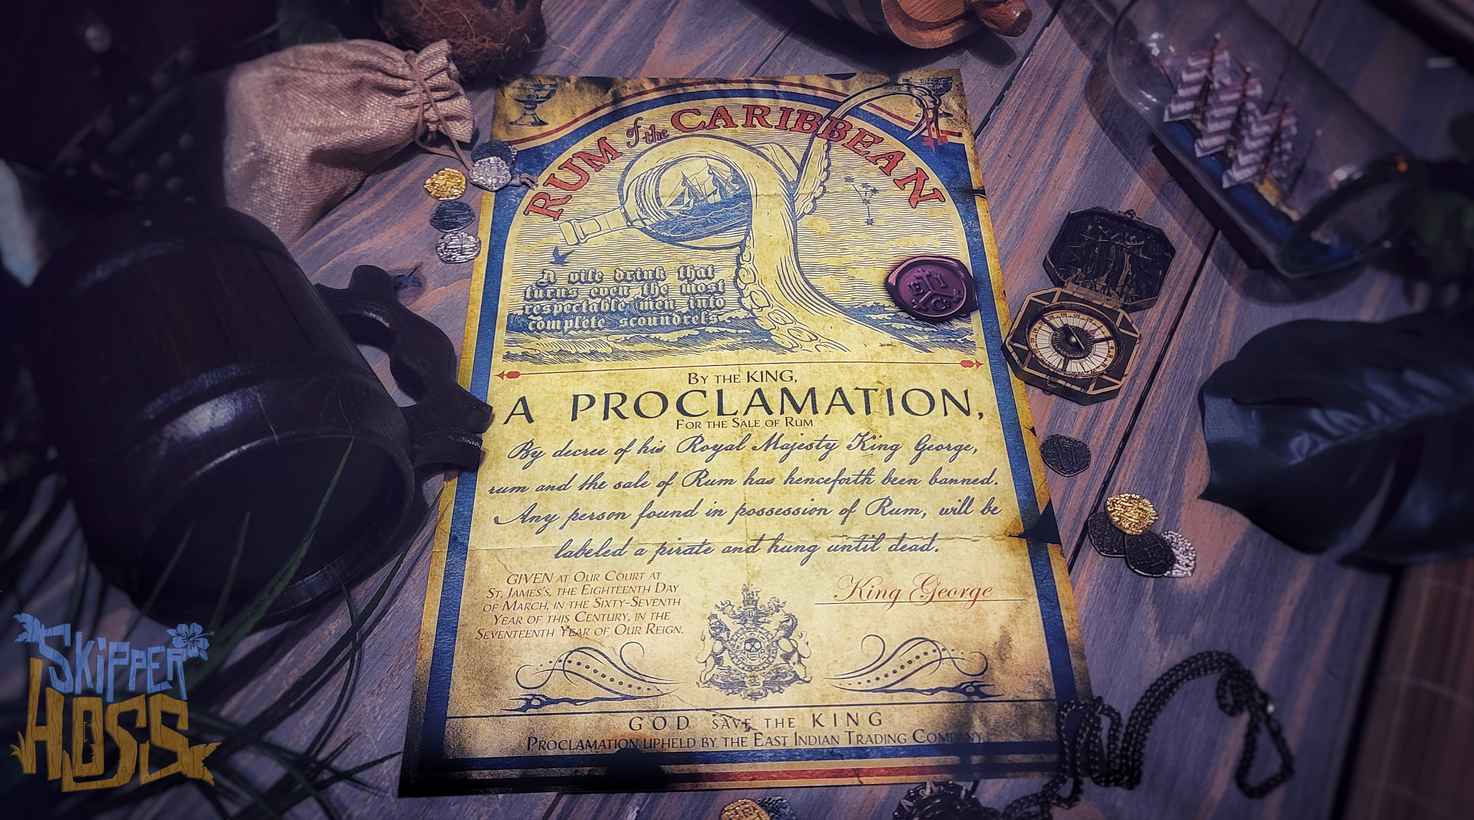 RUM of the CARIBBEAN
A vile drink that
turns even the most
respectable men into
complete scoundrels
By the KING,
A PROCLAMATION,
For the Sale of Rum
By decree of his Royal Majesty King George,
rum and the sale of Rum has henceforth been banned.
Any person found in possession of Rum, will be
labeled a pirate and hung until dead.
GIVEN at Our Court at
St. James's, the Eighteenth Day
of March, in the Sixty-Seventh
Year of this Century, in the
Seventeenth Year of Our Reign.
King George
GOD save the KING
Proclamation upheld by the East Indian Trading Company
SKIPPER
HOSS